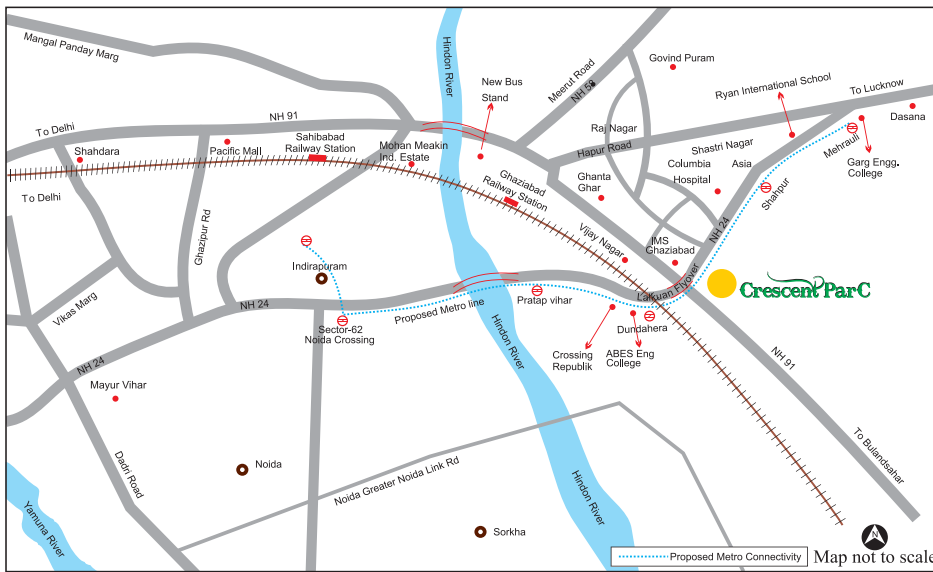 Mangal Panday Marg
Hindon River
Meerut Road
NH 58
Govind Puram
New Bus
Stand
Ryan International School
To Lucknow
Dasana
To Delhi
NH 91
Shahdara
Pacific Mall
Sahibabad
Railway Station
Mohan Meakin
Ind. Estate
Raj Nagar
Hapur Road
Shastri Nagar
Columbia
Asia
Hospital
Mehrauli
Garg Engg.
College
To Delhi
Ghaziabad
Railway Station
Ghanta
Ghar
Shahpur
Ghazipur Rd
Vijay Nagar
IMS
Ghaziabad
NH 24
Indirapuram
Lalkuan Flyover
Crescent ParC
Vikas Marg
NH 24
Proposed Metro line
Pratap vihar
Sector-62
Noida Crossing
Dundahera
Hindon River
Crossing
Republik
ABES Eng
College
NH 91
NH 24
Mayur Vihar
To Bulandsahar
Dadri Road
Noida
Noida Greater Noida Link Rd
Hindon River
Yamuna River
Sorkha
N
Proposed Metro Connectivity
Map not to scale